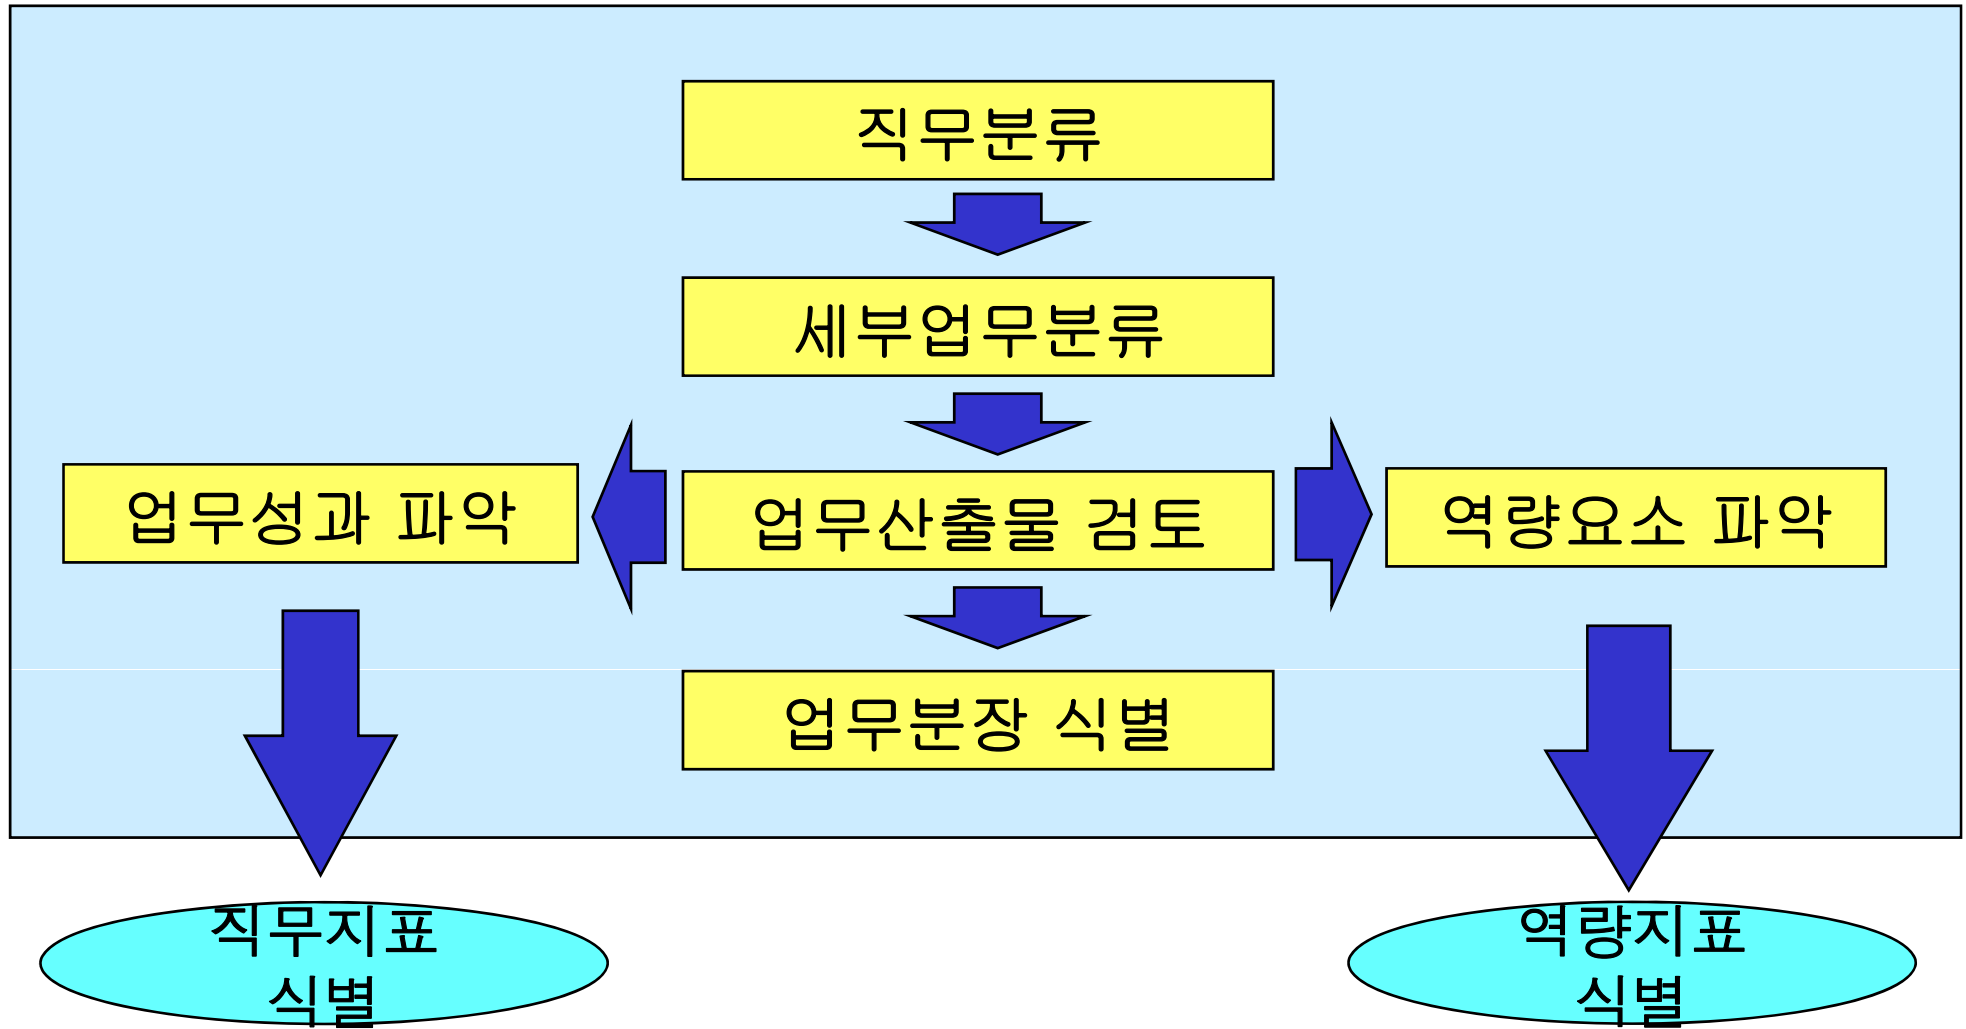 직무분류
세부업무분류
업무성과 파악
업무산출물 검토
역량요소 파악
업무분장 식별
직무지표
식별
역량지표
식별